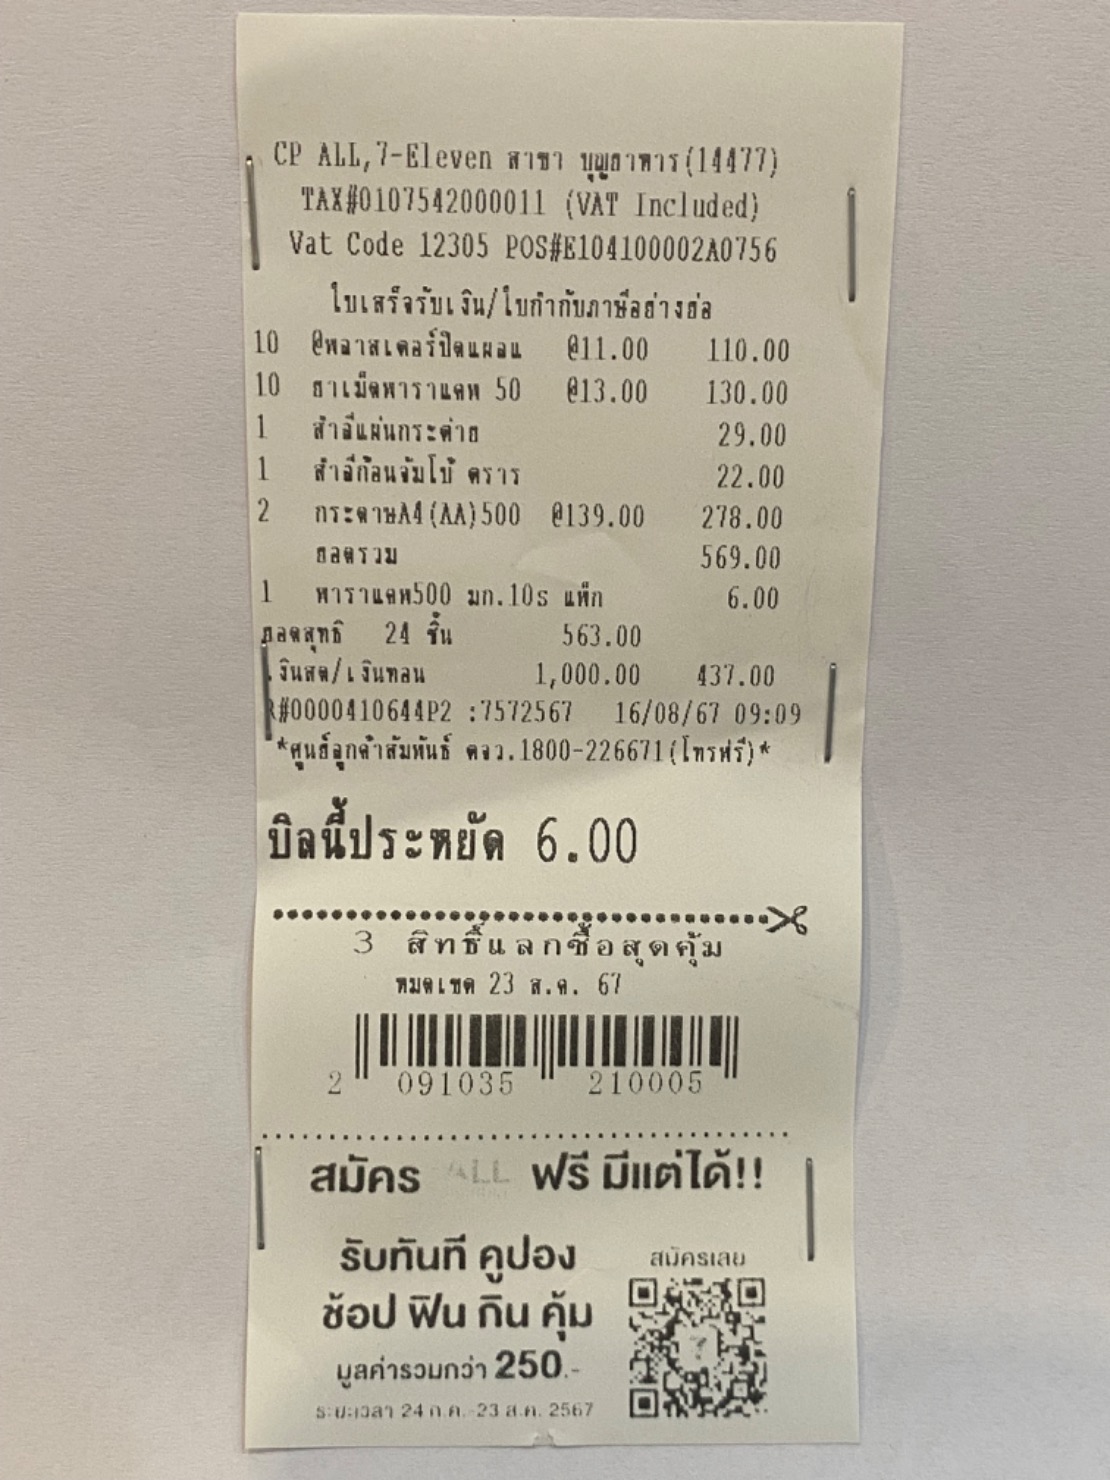 CP ALL,7-Eleven สาขา บุญธาหาร(14477)
TAX#0107542000011 (VAT Included)
Vat Code 12305 POS#E104100002A0756
ใบเสร็จรับเงิน/ใบกำกับภาษีอย่างย่อ
10 @พลาสเตอร์ปิดแผลแ @11.00 110.00
10 ยาเม็ดพาราแคพ 50 @13.00 130.00
1 สำลีแผ่นกระต่าย 29.00
1 สำลีก้อนจัมโบ้ ตราร 22.00
2 กระดาษA4(AA)500 @139.00 278.00
ยอดรวม 569.00
1 พาราแคพ500 มก.10s แพ็ก 6.00
ยอดสุทธิ 24 ชิ้น 563.00
เงินสด/เงินทอน 1,000.00 437.00
R#0000410644P2 :7572567 16/08/67 09:09
*ศูนย์ลูกค้าสัมพันธ์ ตจว.1800-226671(โทรฟรี)*
บิลนี้ประหยัด 6.00
3 สิทธิ์แลกซื้อสุดคุ้ม
หมดเขต 23 ส.ค. 67
2 091035 210005
สมัคร ALL ฟรี มีแต่ได้!!
รับทันที คูปอง
ช้อป ฟิน กิน คุ้ม
มูลค่ารวมกว่า 250.-
ระยะเวลา 24 ก.ค.-23 ส.ค. 2567
สมัครเลย